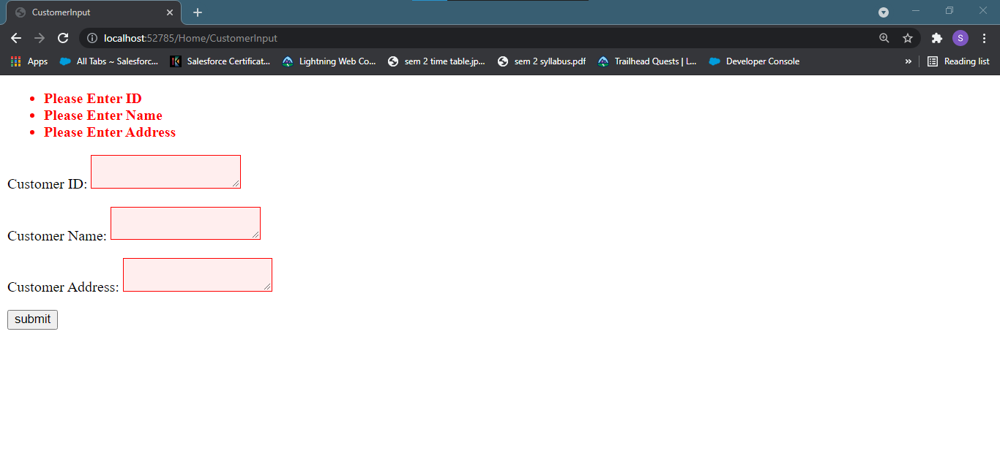 CustomerInput
localhost:52785/Home/CustomerInput
S
Apps All Tabs ~ Salesforc... Salesforce Certificat... Lightning Web Co... sem 2 time table.jp... sem 2 syllabus.pdf Trailhead Quests | L... Developer Console » Reading list
Please Enter ID
Please Enter Name
Please Enter Address
Customer ID:
Customer Name:
Customer Address:
submit